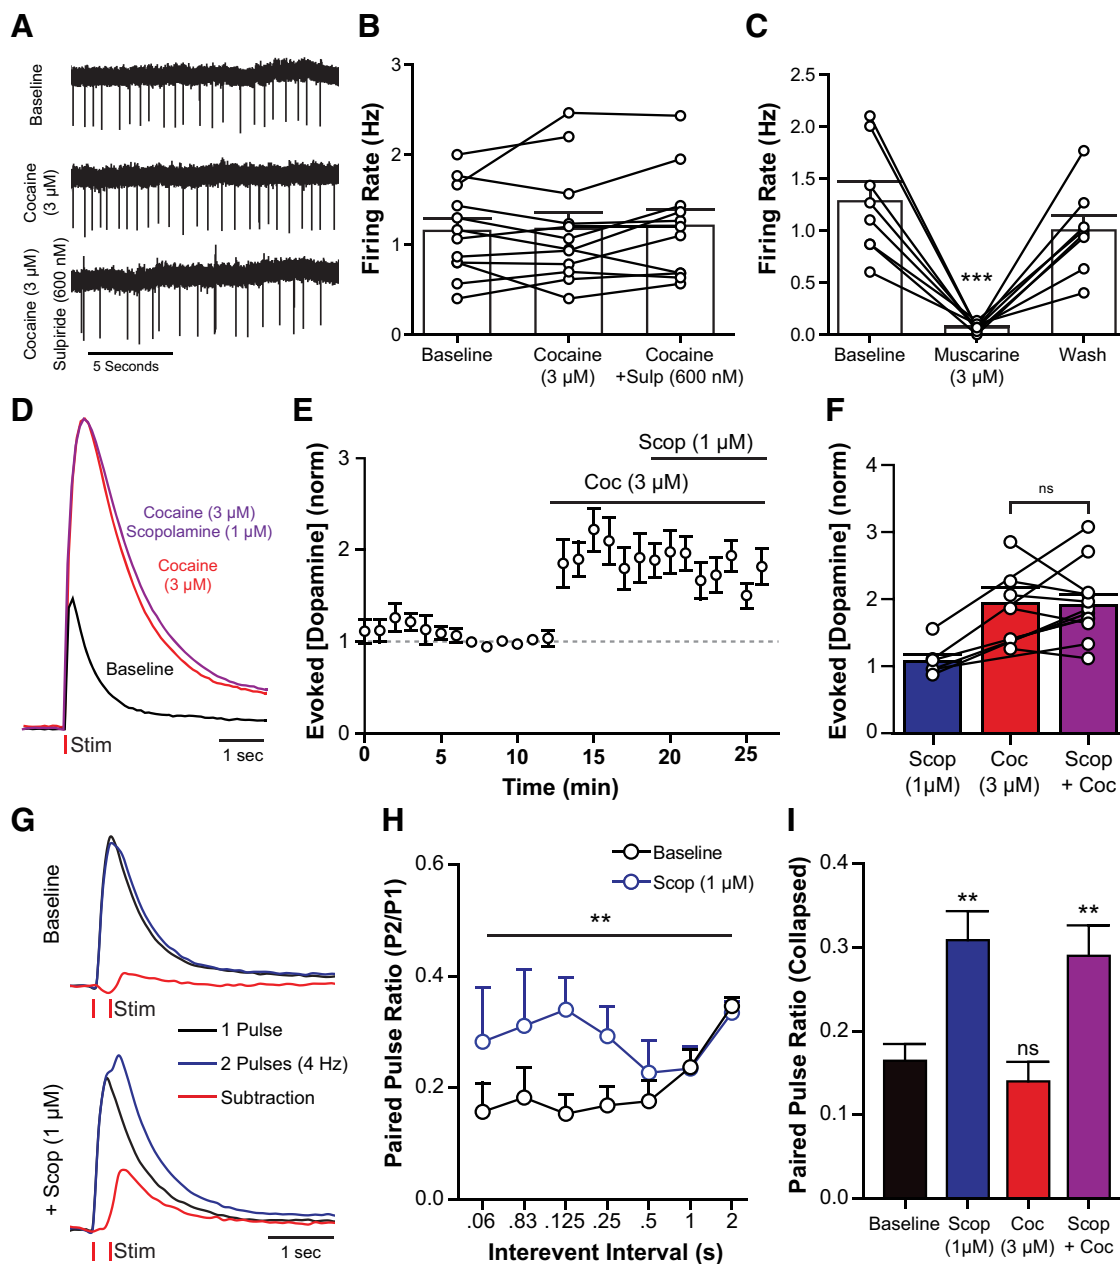 A
Baseline
Cocaine
(3 µM)
Cocaine (3 µM)
Sulpiride (600 nM)
5 Seconds
B
Firing Rate (Hz)
3
2
1
0
Baseline
Cocaine
(3 µM)
Cocaine
+Sulp (600 nM)
C
Firing Rate (Hz)
2.5
2.0
1.5
1.0
0.5
0.0
***
Baseline
Muscarine
(3 µM)
Wash
D
Cocaine (3 µM)
Scopolamine (1 µM)
Cocaine
(3 µM)
Baseline
Stim
1 sec
E
Evoked [Dopamine] (norm)
3
2
1
0
Scop (1 µM)
Coc (3 µM)
0
5
10
15
20
25
Time (min)
F
Evoked [Dopamine] (norm)
4
3
2
1
0
ns
Scop
(1µM)
Coc
(3 µM)
Scop
+ Coc
G
Baseline
Stim
1 Pulse
2 Pulses (4 Hz)
Subtraction
+ Scop (1 µM)
Stim
1 sec
H
Paired Pulse Ratio (P2/P1)
0.6
0.4
0.2
0.0
Baseline
Scop (1 µM)
**
.06
.83
.125
.25
.5
1
2
Interevent Interval (s)
I
Paired Pulse Ratio (Collapsed)
0.4
0.3
0.2
0.1
0.0
**
ns
**
Baseline
Scop
(1µM)
Coc
(3 µM)
Scop
+ Coc